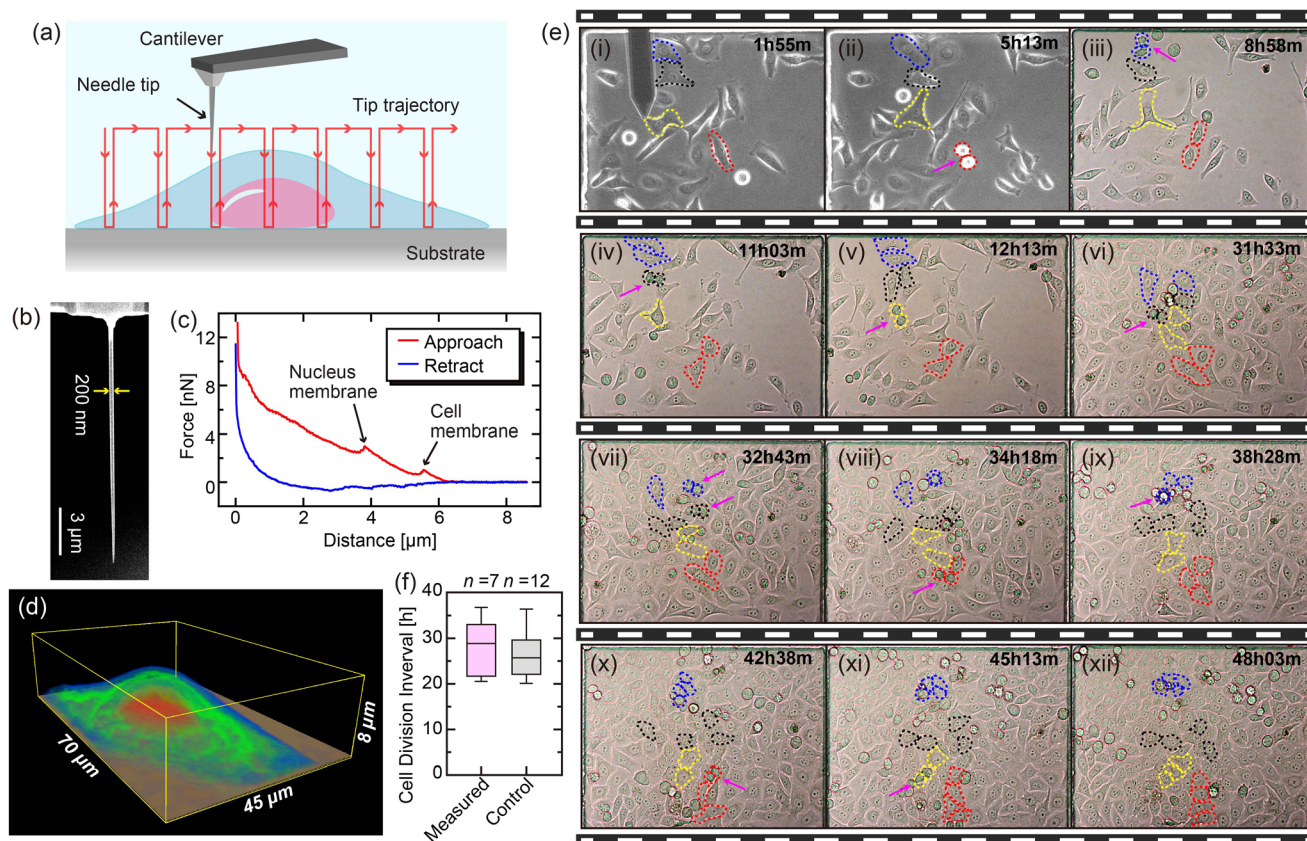 (a)
Cantilever
Needle tip
Tip trajectory
Substrate
(b)
200 nm
3 µm
(c)
Force [nN]
12
8
4
0
Approach
Retract
Nucleus
membrane
Cell
membrane
0 2 4 6 8
Distance [µm]
(d)
70 µm
45 µm
8 µm
(f)
n =7 n =12
Cell Division Inverval [h]
40
30
20
10
0
Measured
Control
(e)
(i) 1h55m
(ii) 5h13m
(iii) 8h58m
(iv) 11h03m
(v) 12h13m
(vi) 31h33m
(vii) 32h43m
(viii) 34h18m
(ix) 38h28m
(x) 42h38m
(xi) 45h13m
(xii) 48h03m